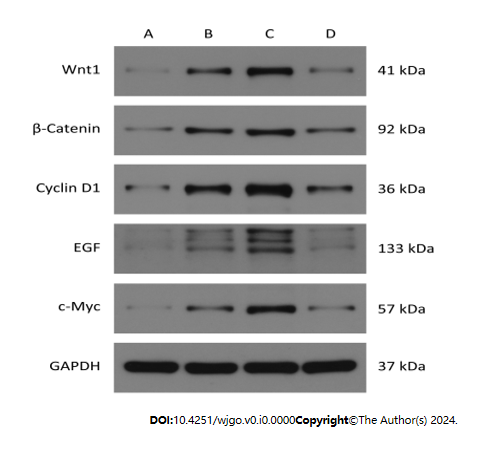 A B C D
Wnt1 41 kDa
β-Catenin 92 kDa
Cyclin D1 36 kDa
EGF 133 kDa
c-Myc 57 kDa
GAPDH 37 kDa
DOI:10.4251/wjgo.v0.i0.0000Copyright©The Author(s) 2024.